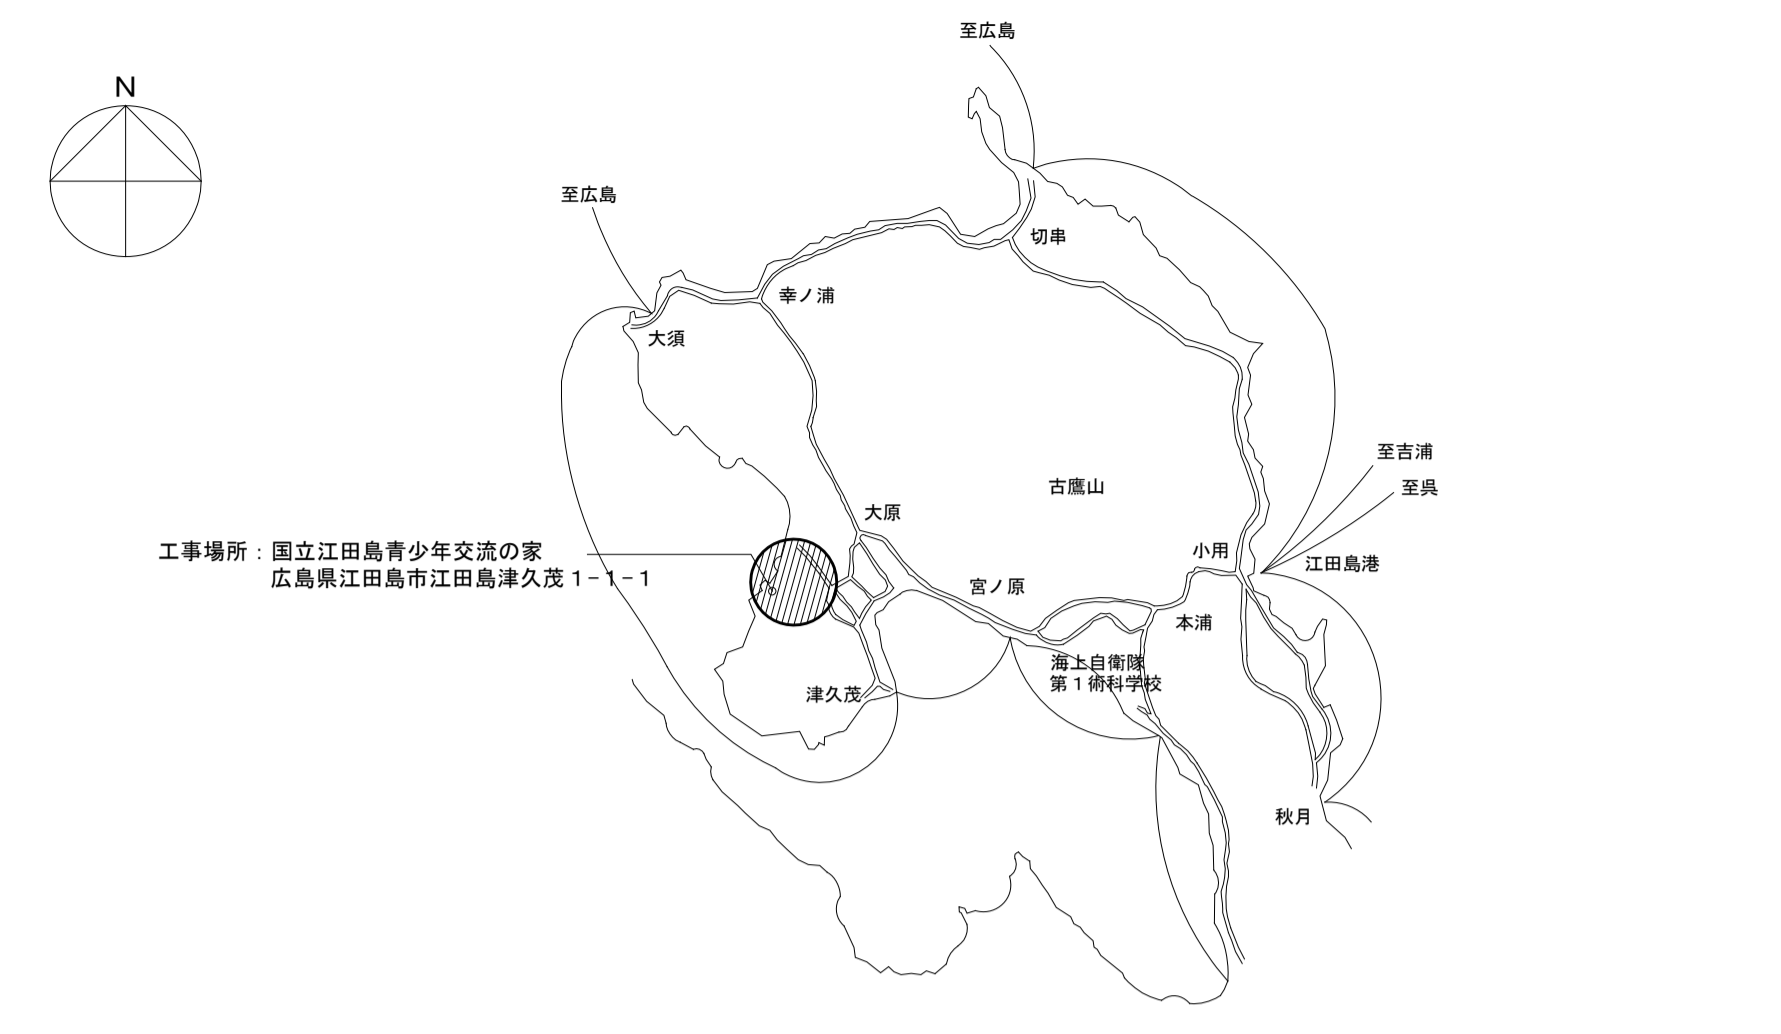 至広島
N
至広島
切串
幸ノ浦
大須
至吉浦
古鷹山
至呉
大原
工事場所：国立江田島青少年交流の家
広島県江田島市江田島津久茂１−１−１
小用
江田島港
宮ノ原
本浦
海上自衛隊
第１術科学校
津久茂
秋月